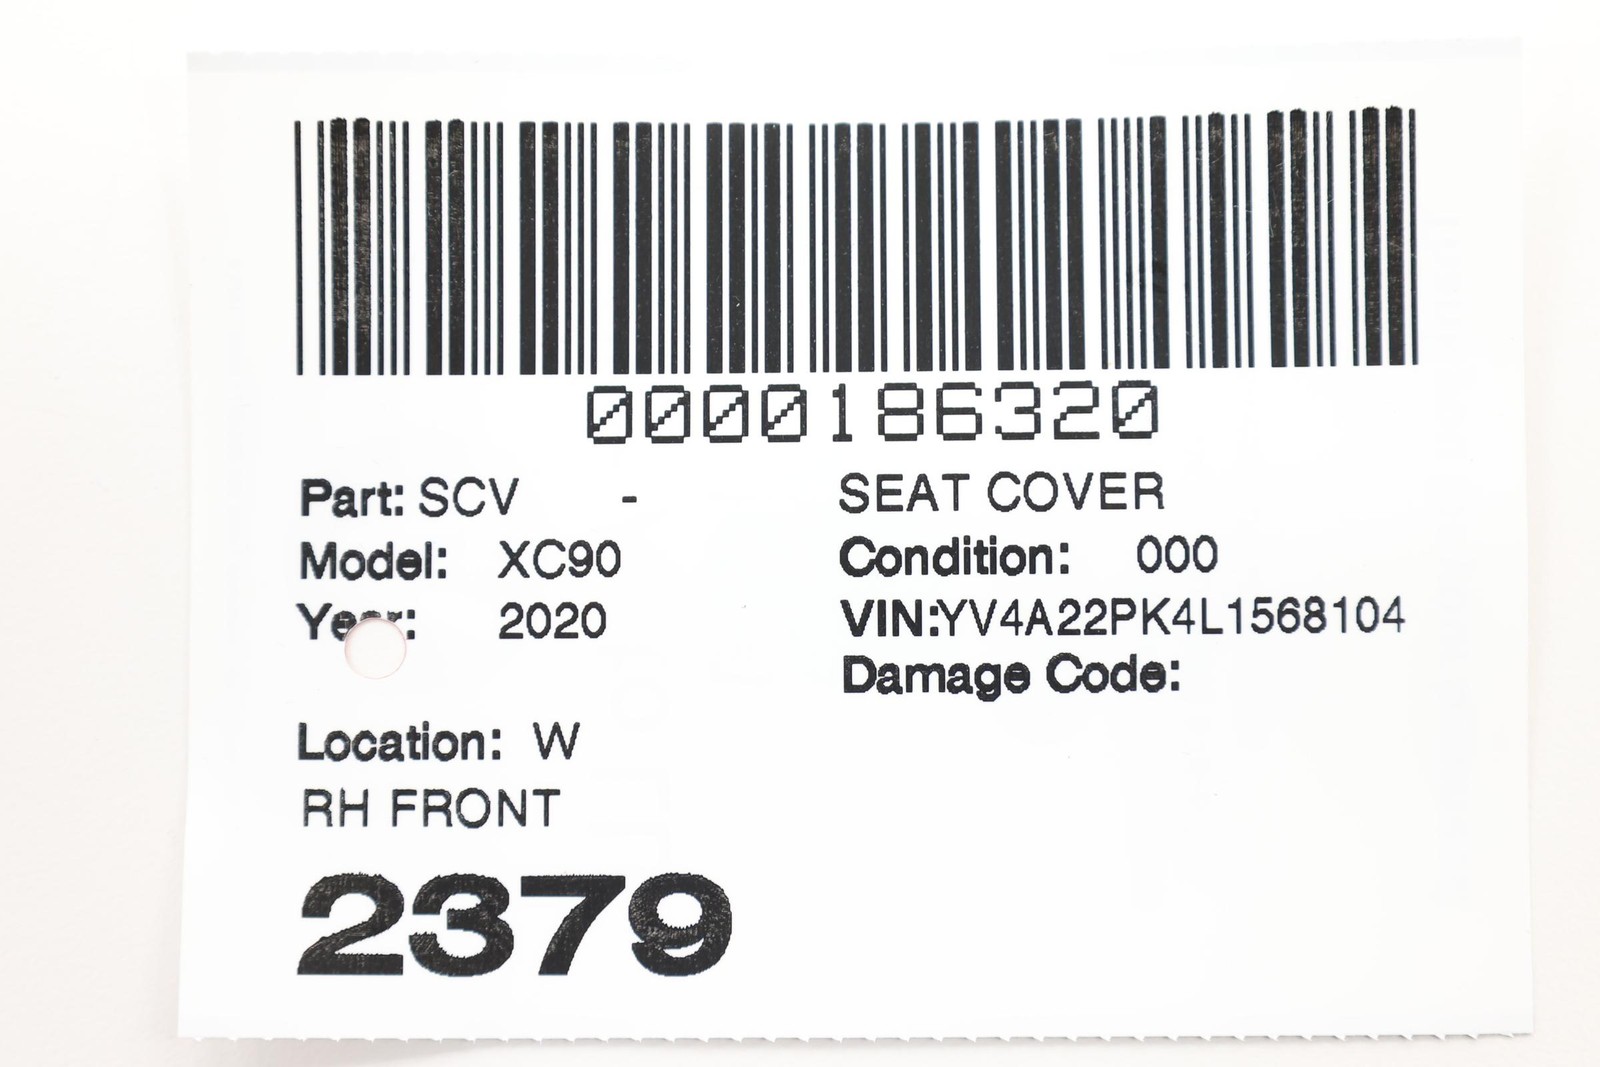 0000186320
Part: SCV - SEAT COVER
Model: XC90 Condition: 000
Year: 2020 VIN:YV4A22PK4L1568104
Damage Code:
Location: W
RH FRONT
2379